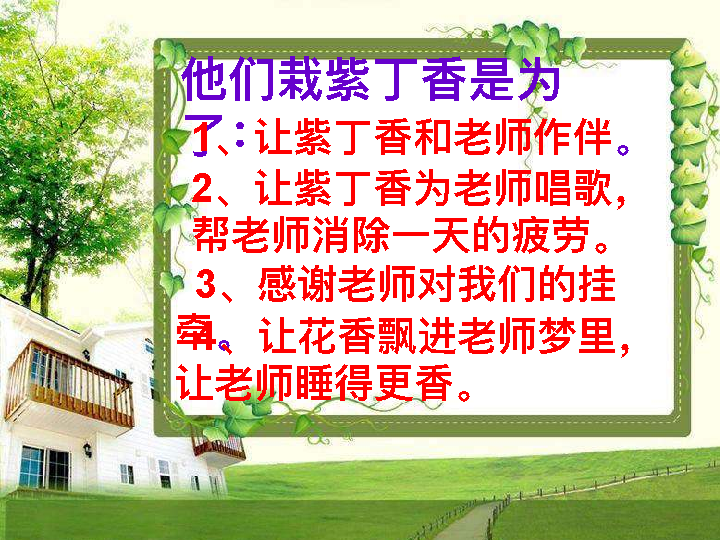 他们栽紫丁香是为
了：
1、让紫丁香和老师作伴。
2、让紫丁香为老师唱歌，
帮老师消除一天的疲劳。
3、感谢老师对我们的挂
牵。
4、让花香飘进老师梦里，
让老师睡得更香。